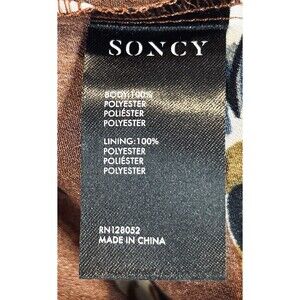 SONCY
BODY:100%
POLYESTER
POLIÉSTER
POLYESTER
LINING:100%
POLYESTER
POLIÉSTER
POLYESTER
RN128052
MADE IN CHINA